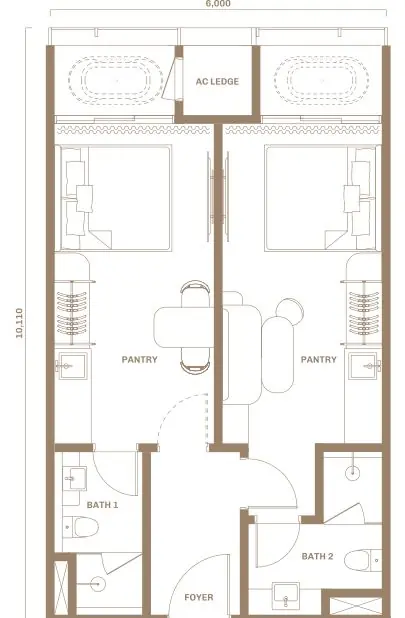 6,000
AC LEDGE
10,110
PANTRY
PANTRY
BATH 1
BATH 2
FOYER